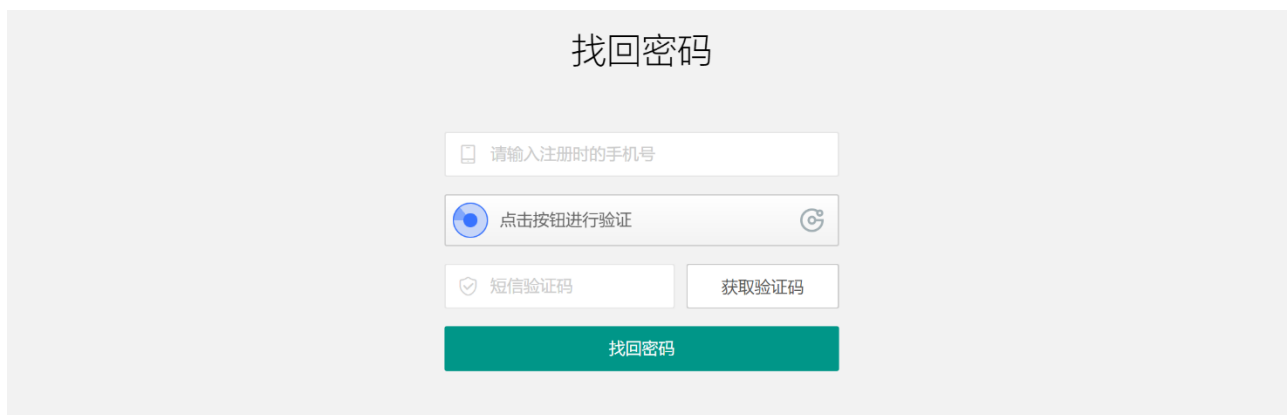 找回密码
请输入注册时的手机号
点击按钮进行验证
短信验证码 获取验证码
找回密码